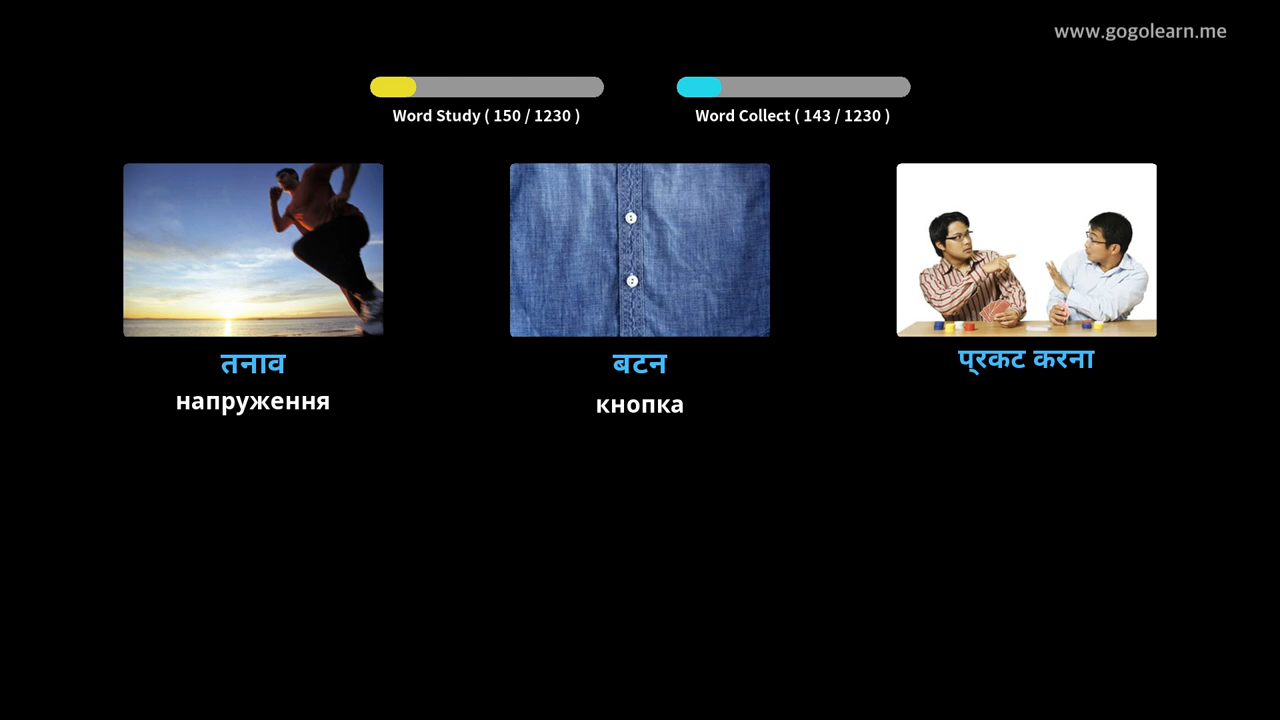 www.gogolearn.me
Word Study ( 150 / 1230 )
Word Collect ( 143 / 1230 )
तनाव
напруження
बटन
кнопка
प्रकट करना